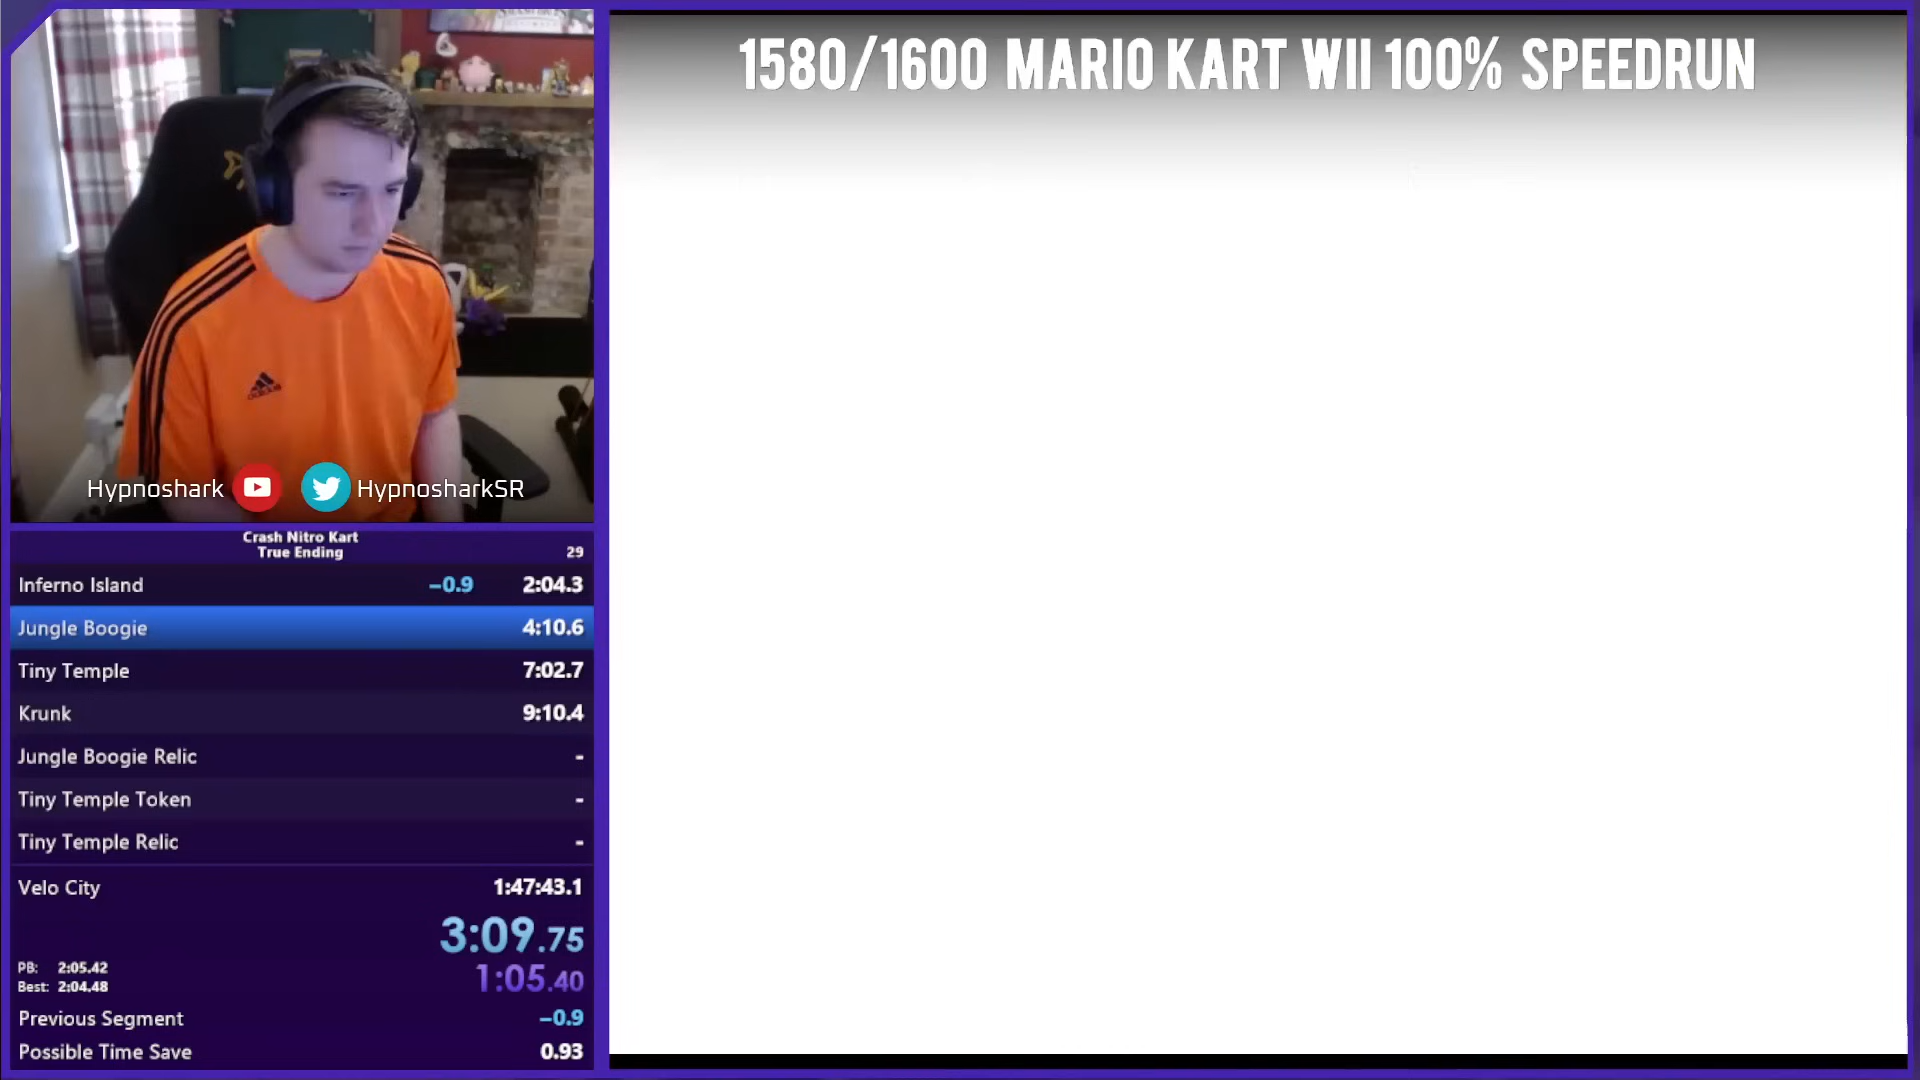 1580/1600 MARIO KART WII 100% SPEEDRUN
Hypnoshark
HypnosharkSR
adidas
Crash Nitro Kart
True Ending
29
Inferno Island −0.9 2:04.3
Jungle Boogie 4:10.6
Tiny Temple 7:02.7
Krunk 9:10.4
Jungle Boogie Relic -
Tiny Temple Token -
Tiny Temple Relic -
Velo City 1:47:43.1
3:09.75
PB: 2:05.42
1:05.40
Best: 2:04.48
Previous Segment −0.9
Possible Time Save 0.93